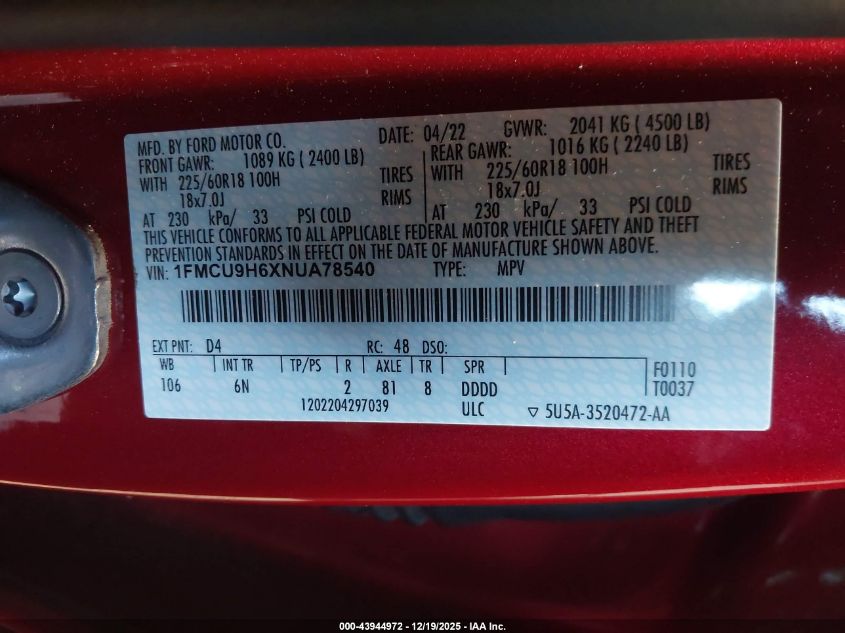 MFD. BY FORD MOTOR CO. DATE: 04/22 GVWR: 2041 KG ( 4500 LB)
FRONT GAWR: 1089 KG ( 2400 LB) REAR GAWR: 1016 KG ( 2240 LB)
WITH 225/60R18 100H TIRES WITH 225/60R18 100H TIRES
18x7.0J RIMS 18x7.0J RIMS
AT 230 kPa/ 33 PSI COLD AT 230 kPa/ 33 PSI COLD
THIS VEHICLE CONFORMS TO ALL APPLICABLE FEDERAL MOTOR VEHICLE SAFETY AND THEFT
PREVENTION STANDARDS IN EFFECT ON THE DATE OF MANUFACTURE SHOWN ABOVE.
VIN: 1FMCU9H6XNUA78540 TYPE: MPV
EXT PNT: D4 RC: 48 DSO:
WB INT TR TP/PS R AXLE TR SPR F0110
106 6N 2 81 8 DDDD T0037
1202204297039 ULC ▽ 5U5A-3520472-AA
000-43944972 - 12/19/2025 - IAA Inc.